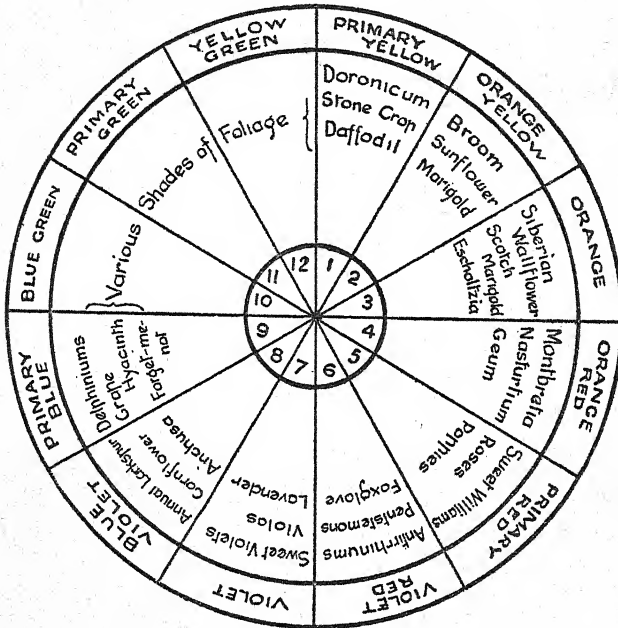 PRIMARY
YELLOW
ORANGE
YELLOW
ORANGE
ORANGE
RED
PRIMARY
RED
VIOLET
RED
VIOLET
BLUE
VIOLET
PRIMARY
BLUE
BLUE GREEN
PRIMARY
GREEN
YELLOW
GREEN
Doronicum
Stone Crop
Daffodil
Broom
Sunflower
Marigold
Siberian
Wallflower
Scotch
Marigold
Escholtzia
Montbretia
Nasturtium
Geum
Sweet Williams
Roses
Poppies
Antirrhinums
Penstemons
Foxglove
Sweet Violets
Violas
Lavender
Annual Larkspur
Cornflower
Anchusa
Delphiniums
Grape
Hyacinth
Forget-me-
not
Various Shades of Foliage
1
2
3
4
5
6
7
8
9
10
11
12